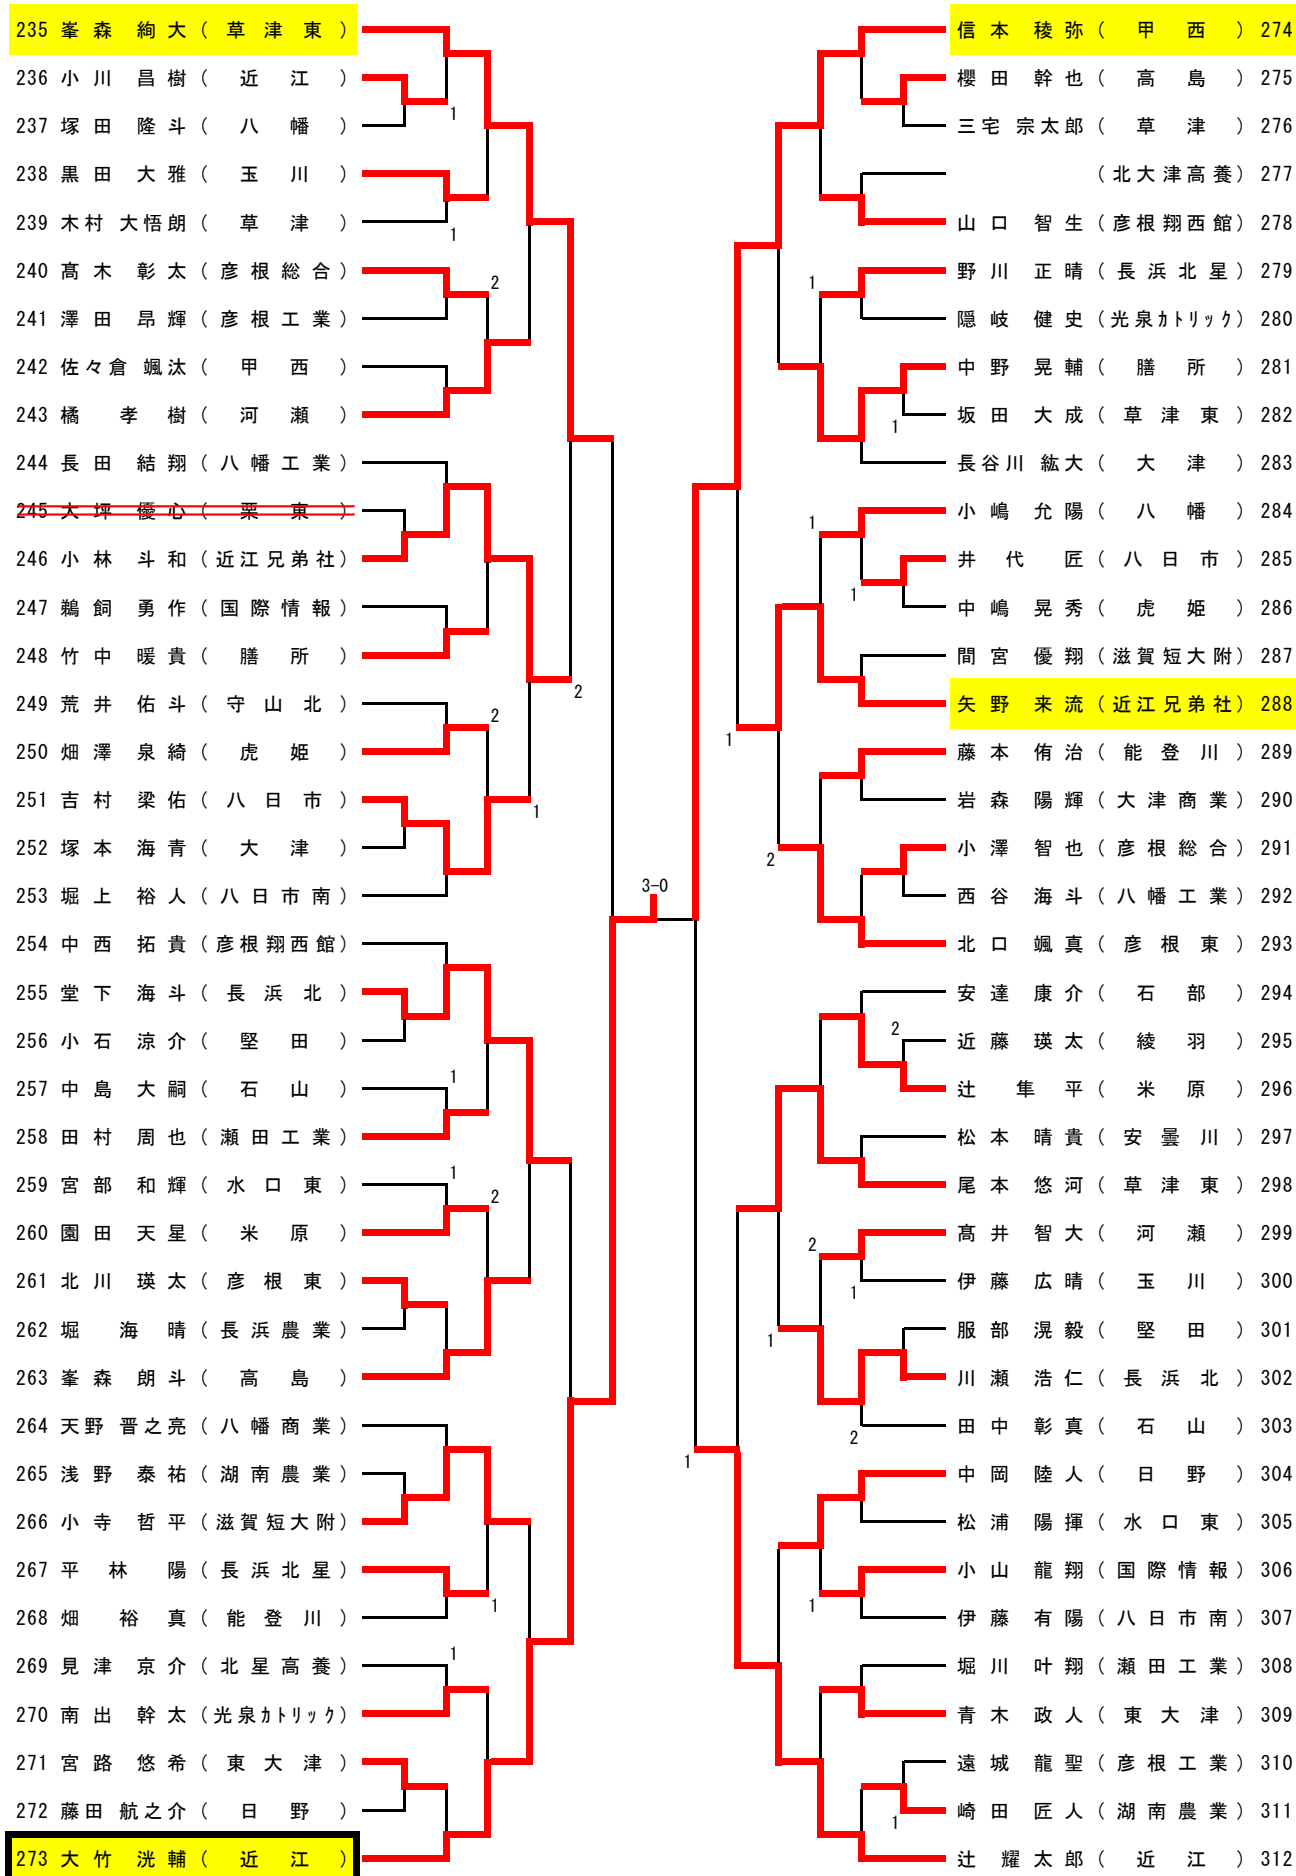 235 峯森 絢大 (草津東)
236 小川 昌樹 (近江)
237 塚田 隆斗 (八幡)
1
238 黒田 大雅 (玉川)
239 木村 大悟朗 (草津)
1
240 髙木 彰太 (彦根総合)
2
241 澤田 昂輝 (彦根工業)
242 佐々倉 颯汰 (甲西)
243 橘 孝樹 (河瀬)
244 長田 結翔 (八幡工業)
245 大坪 優心 (栗東)
246 小林 斗和 (近江兄弟社)
247 鵜飼 勇作 (国際情報)
248 竹中 暖貴 (膳所)
2
249 荒井 佑斗 (守山北)
2
250 畑澤 泉綺 (虎姫)
251 吉村 梁佑 (八日市)
1
252 塚本 海青 (大津)
253 堀上 裕人 (八日市南)
3-0
254 中西 拓貴 (彦根翔西館)
255 堂下 海斗 (長浜北)
256 小石 涼介 (堅田)
257 中島 大嗣 (石山)
1
258 田村 周也 (瀬田工業)
259 宮部 和輝 (水口東)
1
2
260 園田 天星 (米原)
261 北川 瑛太 (彦根東)
262 堀 海晴 (長浜農業)
263 峯森 朗斗 (高島)
264 天野 晋之亮 (八幡商業)
265 浅野 泰祐 (湖南農業)
266 小寺 哲平 (滋賀短大附)
267 平林 陽 (長浜北星)
1
268 畑 裕真 (能登川)
269 見津 京介 (北星高養)
1
270 南出 幹太 (光泉カトリック)
271 宮路 悠希 (東大津)
272 藤田 航之介 (日野)
273 大竹 洸輔 (近江)
信本 稜弥 (甲西) 274
櫻田 幹也 (高島) 275
三宅 宗太郎 (草津) 276
(北大津高養) 277
山口 智生 (彦根翔西館) 278
1
野川 正晴 (長浜北星) 279
隠岐 健史 (光泉カトリック) 280
中野 晃輔 (膳所) 281
坂田 大成 (草津東) 282
1
長谷川 紘大 (大津) 283
1
小嶋 允陽 (八幡) 284
井代 匠 (八日市) 285
1
中嶋 晃秀 (虎姫) 286
間宮 優翔 (滋賀短大附) 287
矢野 来流 (近江兄弟社) 288
1
藤本 侑治 (能登川) 289
岩森 陽輝 (大津商業) 290
2
小澤 智也 (彦根総合) 291
西谷 海斗 (八幡工業) 292
北口 颯真 (彦根東) 293
安達 康介 (石部) 294
2
近藤 瑛太 (綾羽) 295
辻 隼平 (米原) 296
松本 晴貴 (安曇川) 297
尾本 悠河 (草津東) 298
2
髙井 智大 (河瀬) 299
1
伊藤 広晴 (玉川) 300
1
服部 滉毅 (堅田) 301
川瀬 浩仁 (長浜北) 302
2
田中 彰真 (石山) 303
1
中岡 陸人 (日野) 304
松浦 陽揮 (水口東) 305
小山 龍翔 (国際情報) 306
1
伊藤 有陽 (八日市南) 307
堀川 叶翔 (瀬田工業) 308
青木 政人 (東大津) 309
遠城 龍聖 (彦根工業) 310
1
崎田 匠人 (湖南農業) 311
辻 耀太郎 (近江) 312